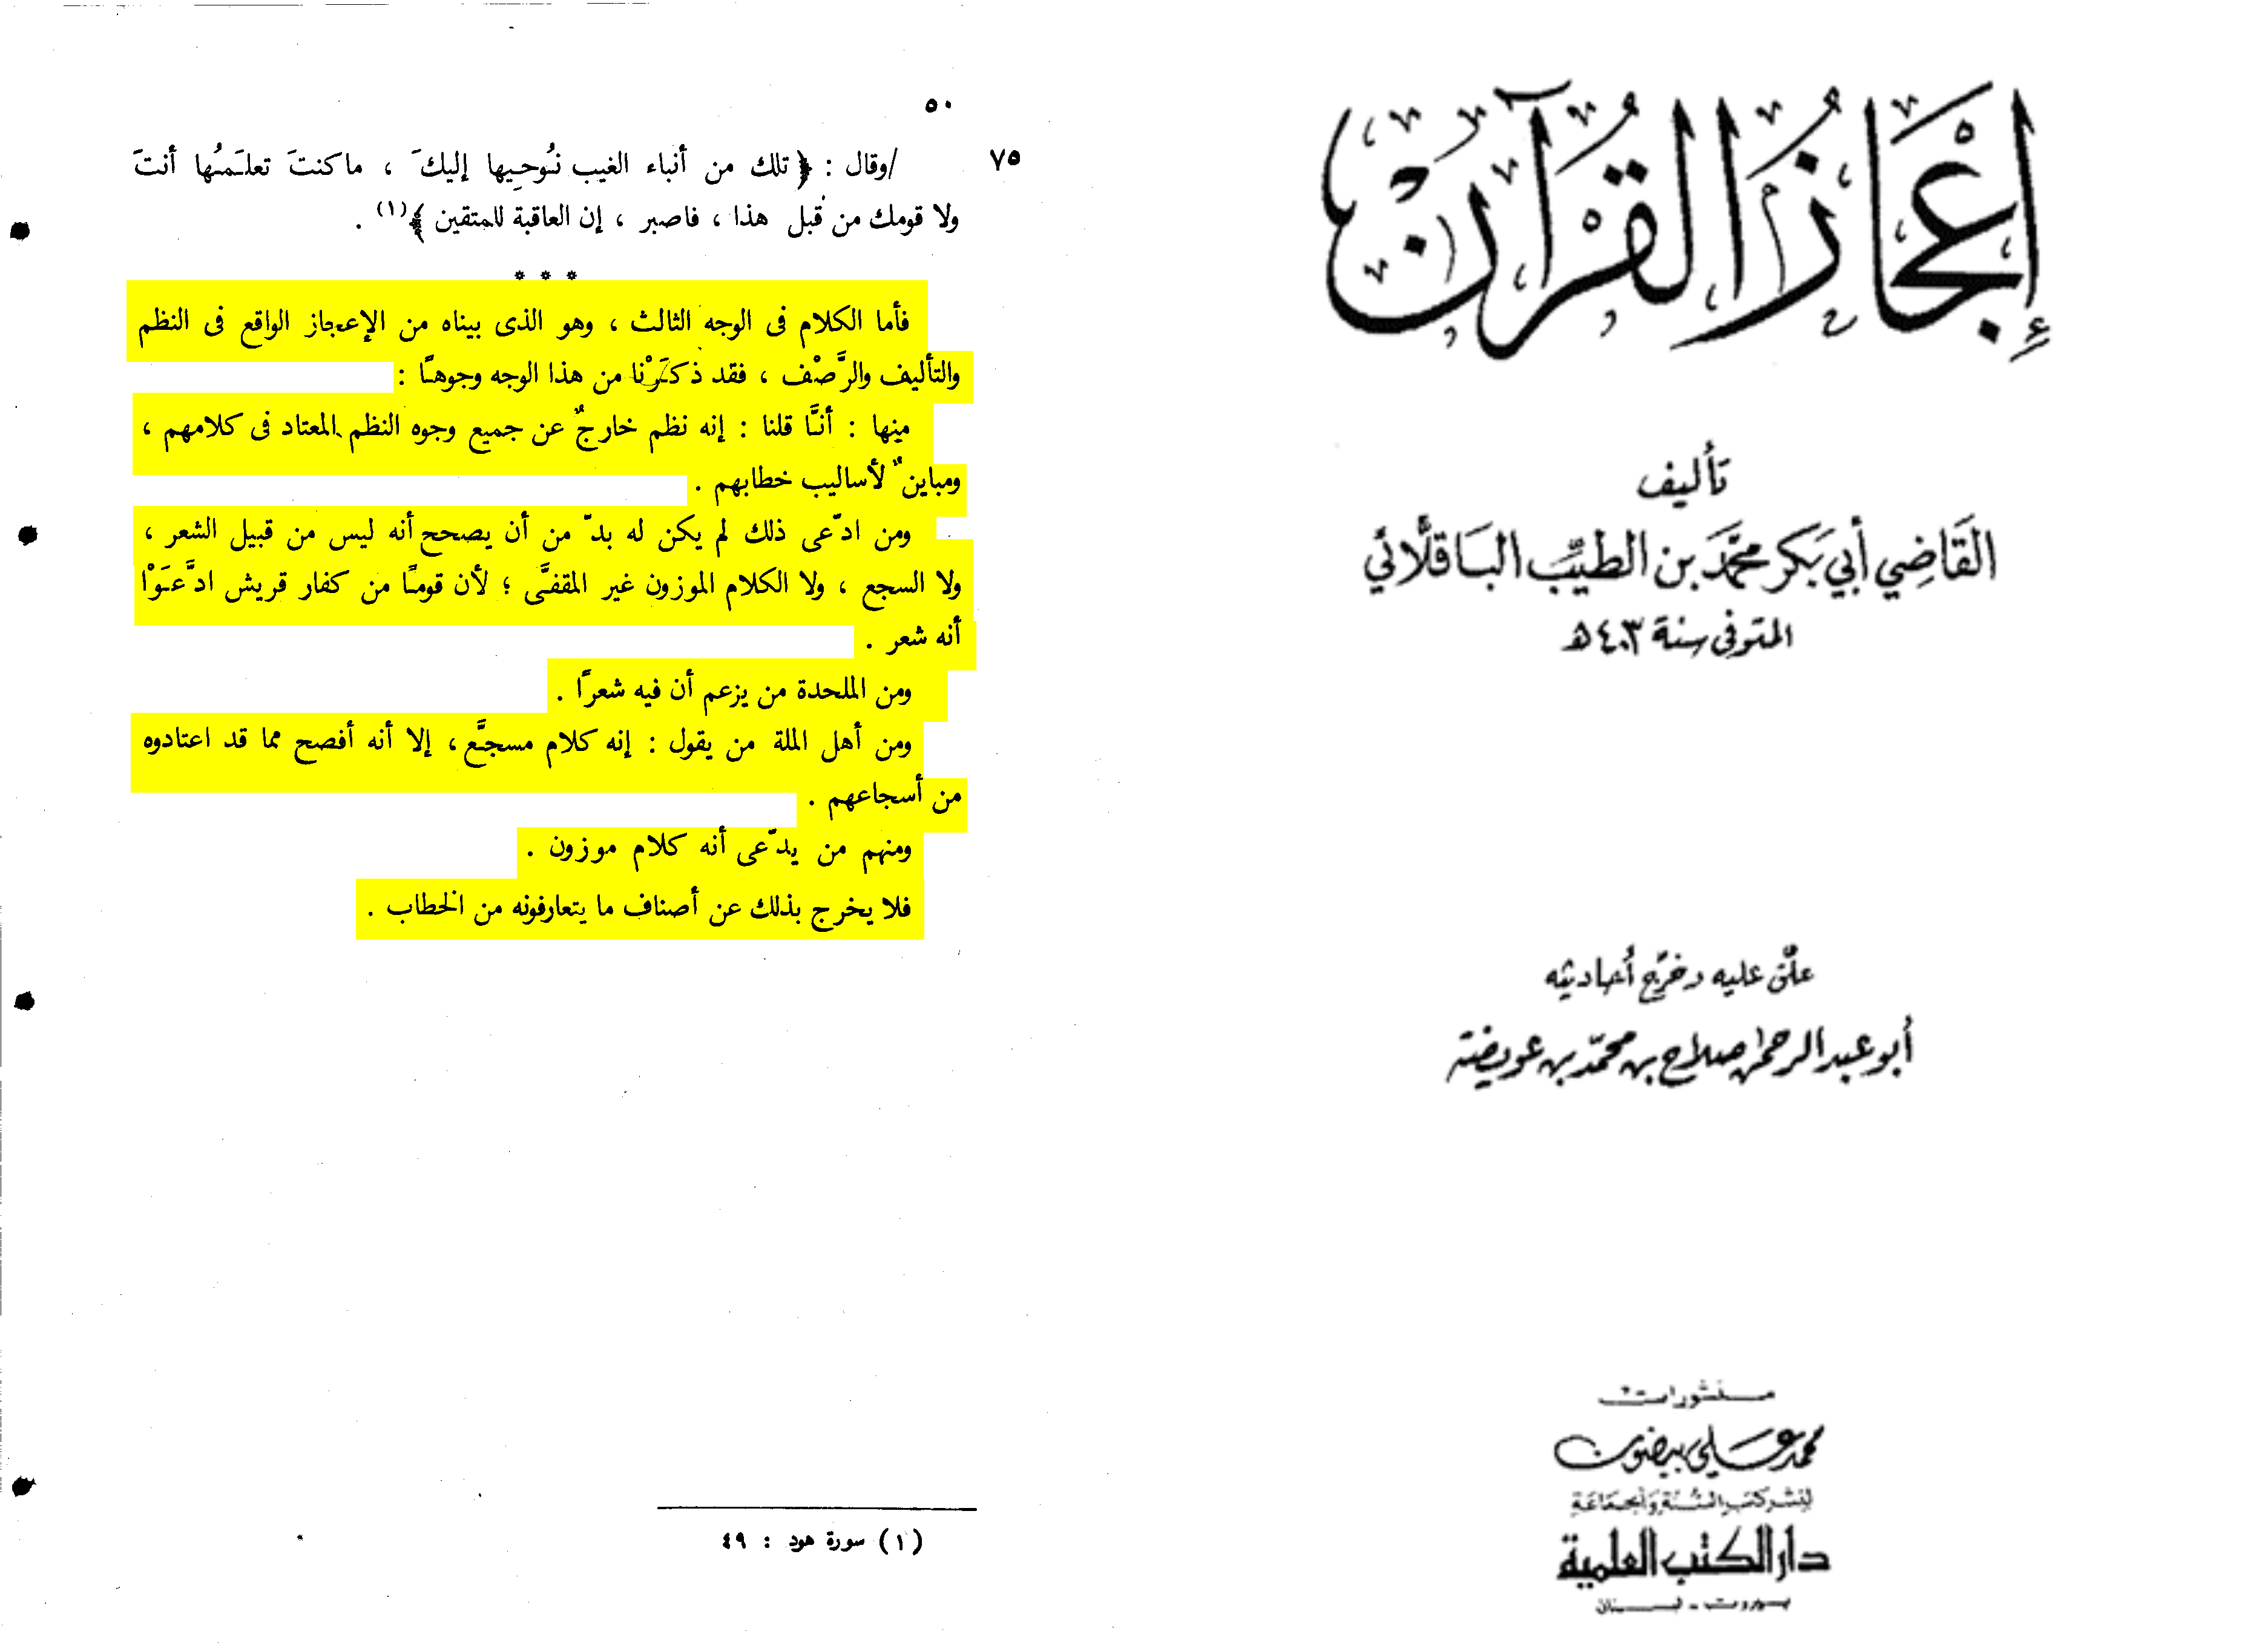 إعجاز القرآن
تأليف
القاضي أبي بكر محمد بن الطيب الباقلاني
المتوفى سنة ٤٠٣ ه
علّق عليه وخرّج أحاديثه
أبو عبد الرحمن صلاح بن محمد بن عويضة
منشورات
محمد علي بيضون
لنشر كتب السنة والجماعة
دار الكتب العلمية
بيروت - لبنان
٥٠
٧٥
/وقال : ﴿ تلك من أنباء الغيب نُوحِيها إليكَ ، ما كنتَ تعلَمُها أنتَ
ولا قومك من قبل هذا ، فاصبر ، إن العاقبة للمتقين ﴾(١) .
* * *
فأما الكلام فى الوجه الثالث ، وهو الذى بيناه من الإعجاز الواقع فى النظم
والتأليف والرَّصْف ، فقد ذكَرْنا من هذا الوجه وجوهًا :
منها : أنَّا قلنا : إنه نظم خارجٌ عن جميع وجوه النظم المعتاد فى كلامهم ،
ومباينٌ لأساليب خطابهم .
ومن ادّعى ذلك لم يكن له بدّ من أن يصحح أنه ليس من قبيل الشعر ،
ولا السجع ، ولا الكلام الموزون غير المقفَّى ؛ لأن قومًا من كفار قريش ادَّعَوْا
أنه شعر .
ومن الملحدة من يزعم أن فيه شعرًا .
ومن أهل الملة من يقول : إنه كلام مسجَّع ، إلا أنه أفصح مما قد اعتادوه
من أسجاعهم .
ومنهم من يدّعى أنه كلام موزون .
فلا يخرج بذلك عن أصناف ما يتعارفونه من الخطاب .
(١) سورة هود : ٤٩